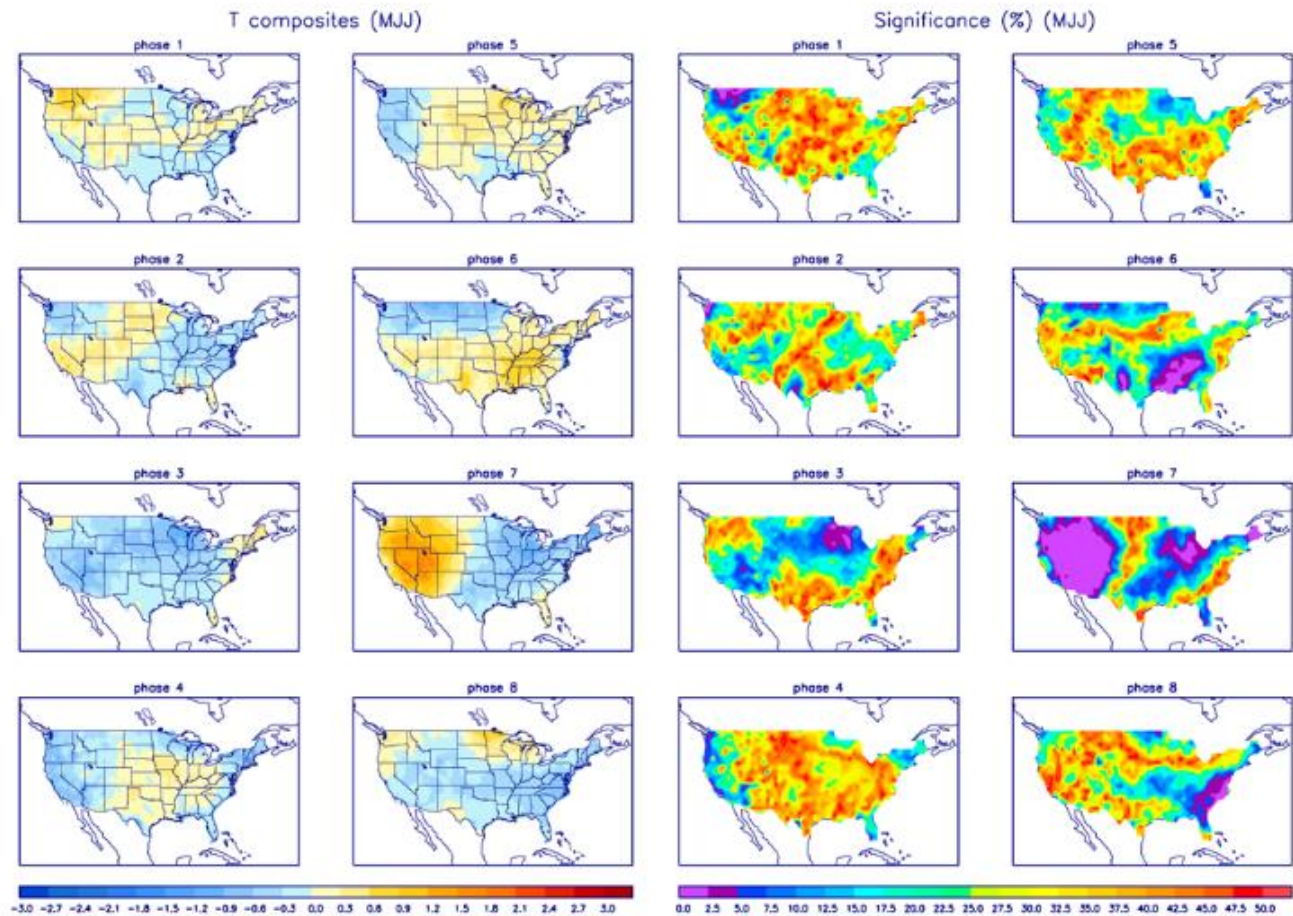 T composites (MJJ) Significance (%) (MJJ)
phase 1 phase 5 phase 1 phase 5
phase 2 phase 6 phase 2 phase 6
phase 3 phase 7 phase 3 phase 7
phase 4 phase 8 phase 4 phase 8
-3.0 -2.7 -2.4 -2.1 -1.8 -1.5 -1.2 -0.9 -0.6 -0.3 0.0 0.3 0.6 0.9 1.2 1.5 1.8 2.1 2.4 2.7 3.0 0.0 2.5 5.0 7.5 10.0 12.5 15.0 17.5 20.0 22.5 25.0 27.5 30.0 32.5 35.0 37.5 40.0 42.5 45.0 47.5 50.0